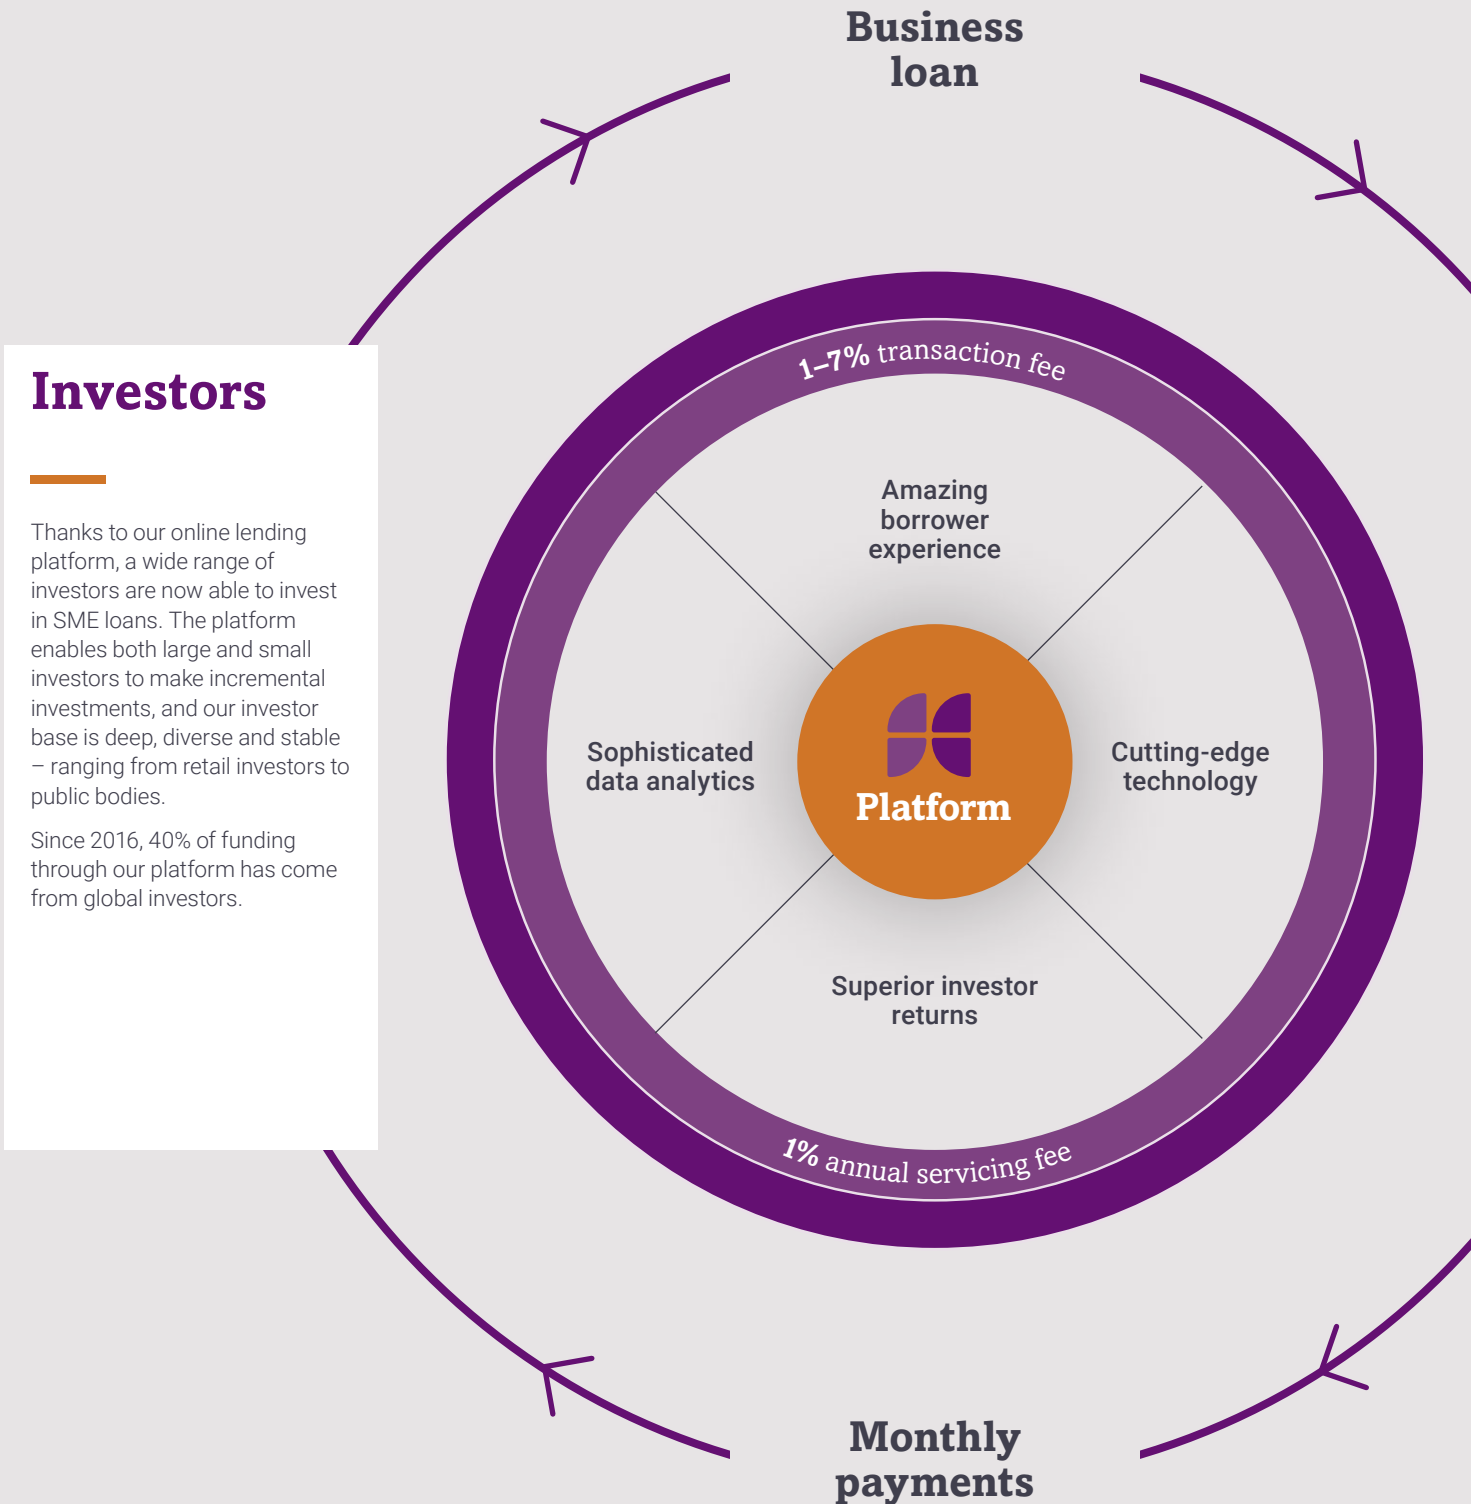 Business
loan
Investors
Thanks to our online lending
platform, a wide range of
investors are now able to invest
in SME loans. The platform
enables both large and small
investors to make incremental
investments, and our investor
base is deep, diverse and stable
– ranging from retail investors to
public bodies.
Since 2016, 40% of funding
through our platform has come
from global investors.
1–7% transaction fee
Amazing
borrower
experience
Sophisticated
data analytics
Platform
Cutting-edge
technology
Superior investor
returns
1% annual servicing fee
Monthly
payments